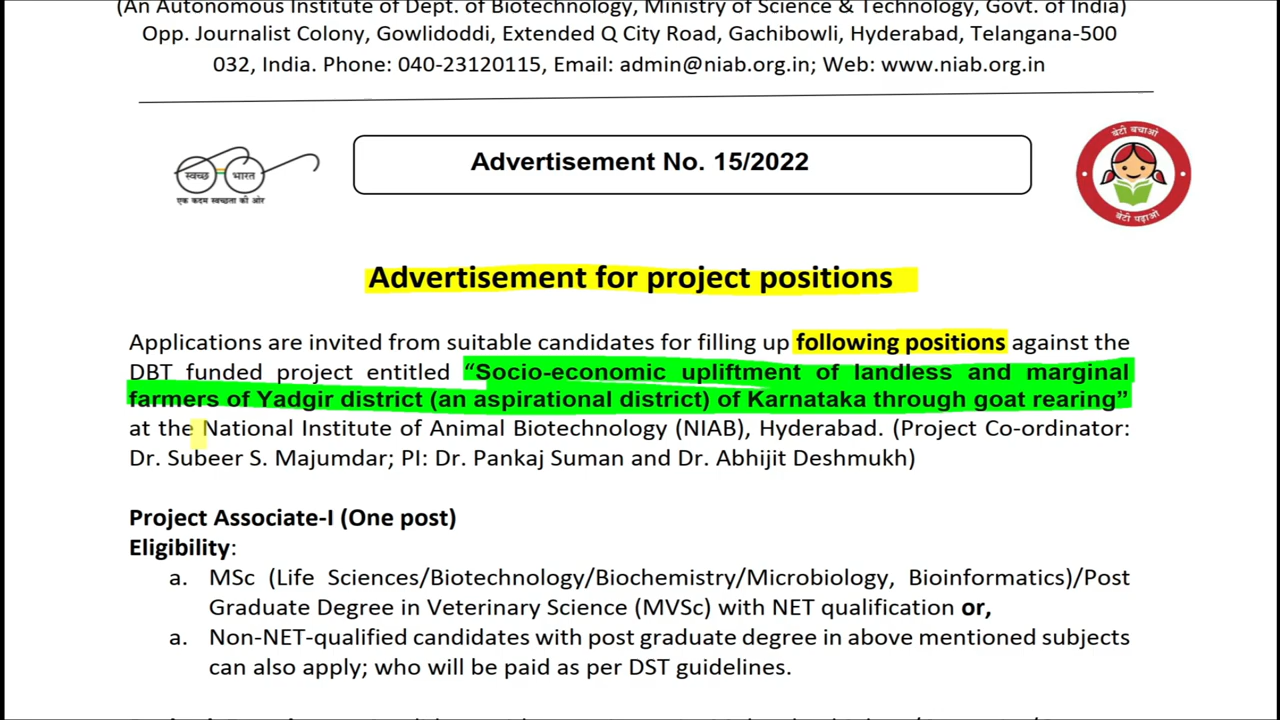 (An Autonomous Institute of Dept. of Biotechnology, Ministry of Science & Technology, Govt. of India)
Opp. Journalist Colony, Gowlidoddi, Extended Q City Road, Gachibowli, Hyderabad, Telangana-500
032, India. Phone: 040-23120115, Email: admin@niab.org.in; Web: www.niab.org.in
स्वच्छ भारत
एक कदम स्वच्छता की ओर
Advertisement No. 15/2022
बेटी बचाओ
बेटी पढ़ाओ
Advertisement for project positions
Applications are invited from suitable candidates for filling up following positions against the
DBT funded project entitled “Socio-economic upliftment of landless and marginal
farmers of Yadgir district (an aspirational district) of Karnataka through goat rearing”
at the National Institute of Animal Biotechnology (NIAB), Hyderabad. (Project Co-ordinator:
Dr. Subeer S. Majumdar; PI: Dr. Pankaj Suman and Dr. Abhijit Deshmukh)
Project Associate-I (One post)
Eligibility:
a. MSc (Life Sciences/Biotechnology/Biochemistry/Microbiology, Bioinformatics)/Post
Graduate Degree in Veterinary Science (MVSc) with NET qualification or,
a. Non-NET-qualified candidates with post graduate degree in above mentioned subjects
can also apply; who will be paid as per DST guidelines.